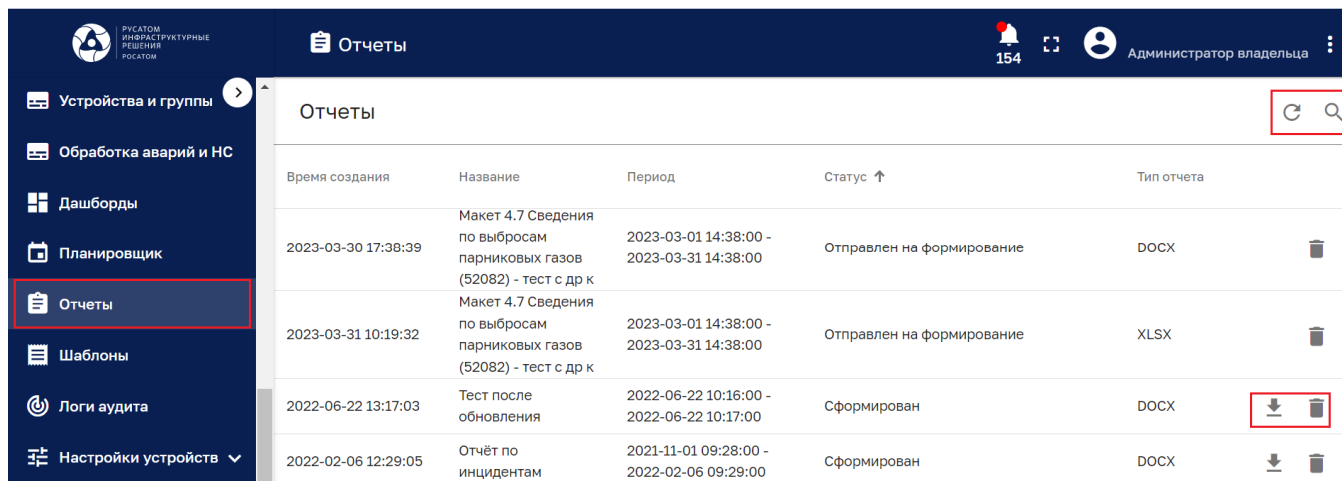 РУСАТОМ
ИНФРАСТРУКТУРНЫЕ
РЕШЕНИЯ
РОСАТОМ
Отчеты
154
Администратор владельца
Устройства и группы
Обработка аварий и НС
Дашборды
Планировщик
Отчеты
Шаблоны
Логи аудита
Настройки устройств
Отчеты
Время создания Название Период Статус Тип отчета
Макет 4.7 Сведения
по выбросам
парниковых газов
(52082) - тест с др к
2023-03-30 17:38:39
2023-03-01 14:38:00 -
2023-03-31 14:38:00
Отправлен на формирование
DOCX
Макет 4.7 Сведения
по выбросам
парниковых газов
(52082) - тест с др к
2023-03-31 10:19:32
2023-03-01 14:38:00 -
2023-03-31 14:38:00
Отправлен на формирование
XLSX
2022-06-22 13:17:03
Тест после
обновления
2022-06-22 10:16:00 -
2022-06-22 10:17:00
Сформирован
DOCX
2022-02-06 12:29:05
Отчёт по
инцидентам
2021-11-01 09:28:00 -
2022-02-06 09:29:00
Сформирован
DOCX